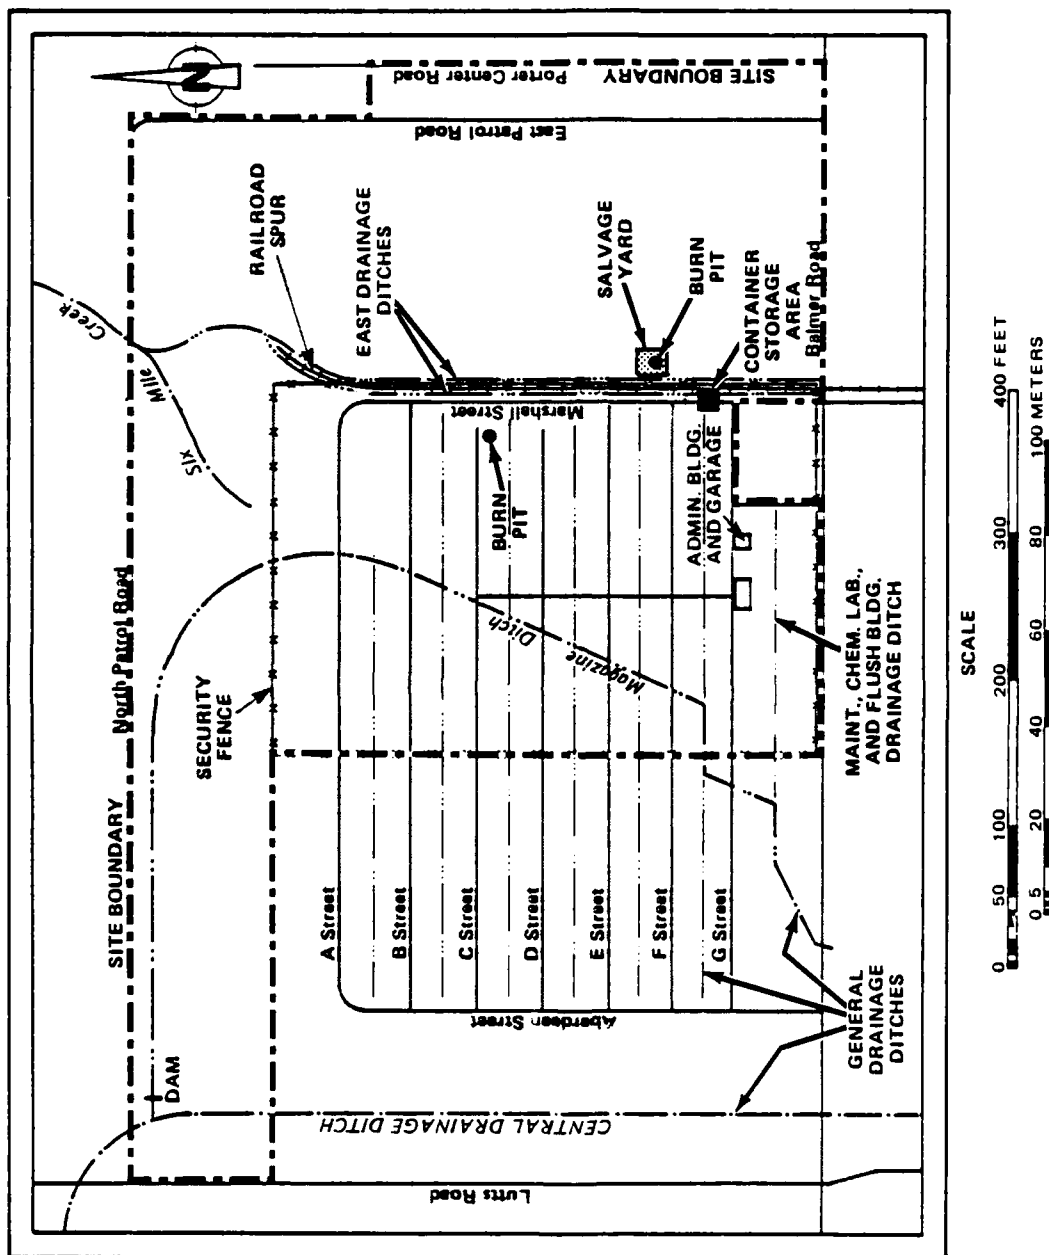 N
Porter Center Road
SITE BOUNDARY
East Patrol Road
RAILROAD
SPUR
EAST DRAINAGE
DITCHES
SALVAGE
YARD
BURN
PIT
CONTAINER
STORAGE
AREA
Balmer Road
Creek
Mile
Six
Marshall Street
BURN
PIT
ADMIN. BLDG.
AND GARAGE
North Patrol Road
SECURITY
FENCE
Ditch
Magazine
MAINT., CHEM. LAB.,
AND FLUSH BLDG.
DRAINAGE DITCH
SITE BOUNDARY
A Street
B Street
C Street
D Street
E Street
F Street
G Street
Aberdeen Street
GENERAL
DRAINAGE
DITCHES
DAM
CENTRAL DRAINAGE DITCH
Lutts Road
SCALE
0 50 100 200 300 400 FEET
0 5 20 40 60 80 100 METERS